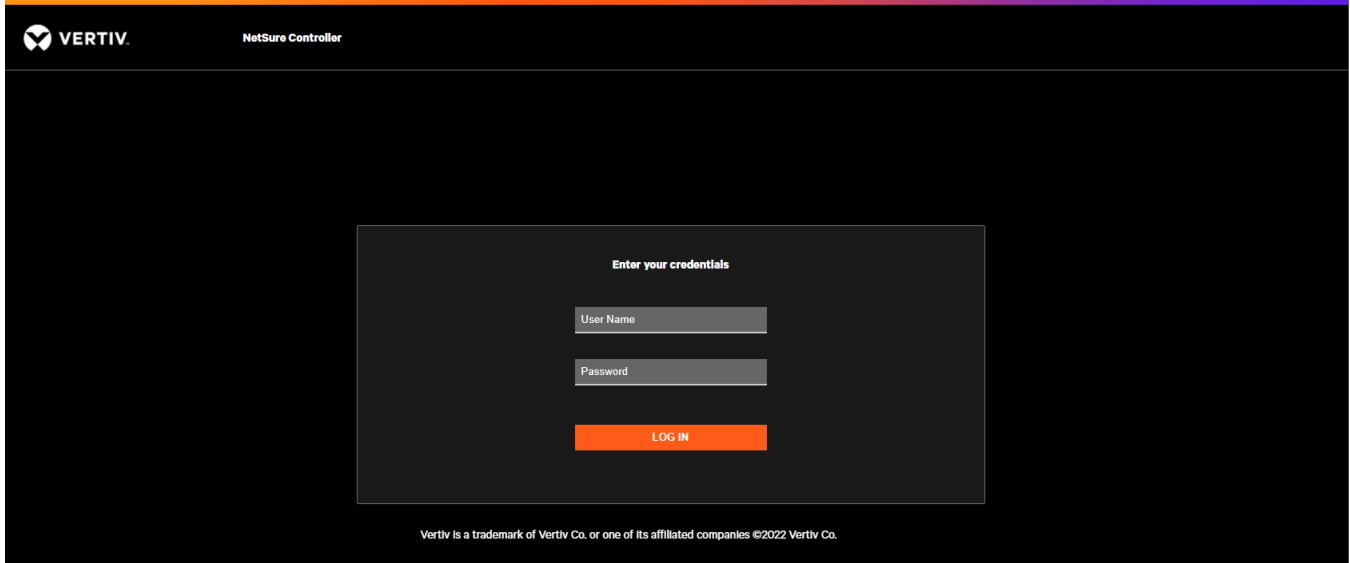 VERTIV™
NetSure Controller
Enter your credentials
User Name
Password
LOG IN
Vertiv is a trademark of Vertiv Co. or one of its affiliated companies ©2022 Vertiv Co.